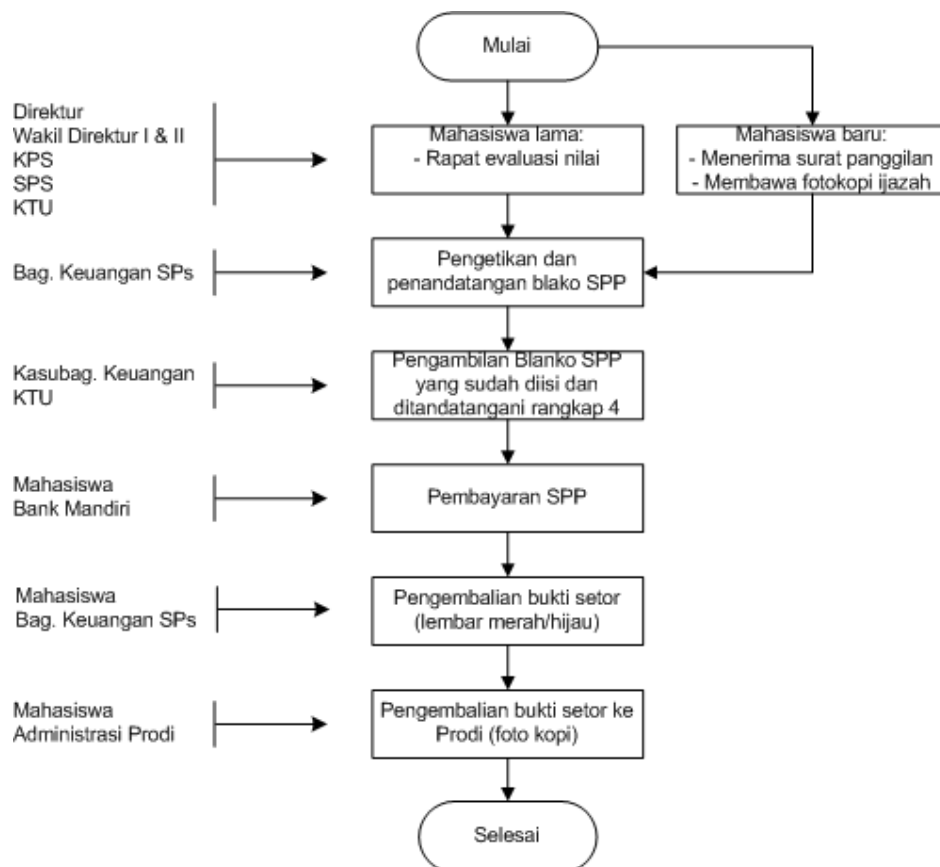 Mulai
Direktur
Wakil Direktur I & II
KPS
SPS
KTU
Mahasiswa lama:
- Rapat evaluasi nilai
Mahasiswa baru:
- Menerima surat panggilan
- Membawa fotokopi ijazah
Bag. Keuangan SPs
Pengetikan dan
penandatangan blako SPP
Kasubag. Keuangan
KTU
Pengambilan Blanko SPP
yang sudah diisi dan
ditandatangani rangkap 4
Mahasiswa
Bank Mandiri
Pembayaran SPP
Mahasiswa
Bag. Keuangan SPs
Pengembalian bukti setor
(lembar merah/hijau)
Mahasiswa
Administrasi Prodi
Pengembalian bukti setor ke
Prodi (foto kopi)
Selesai